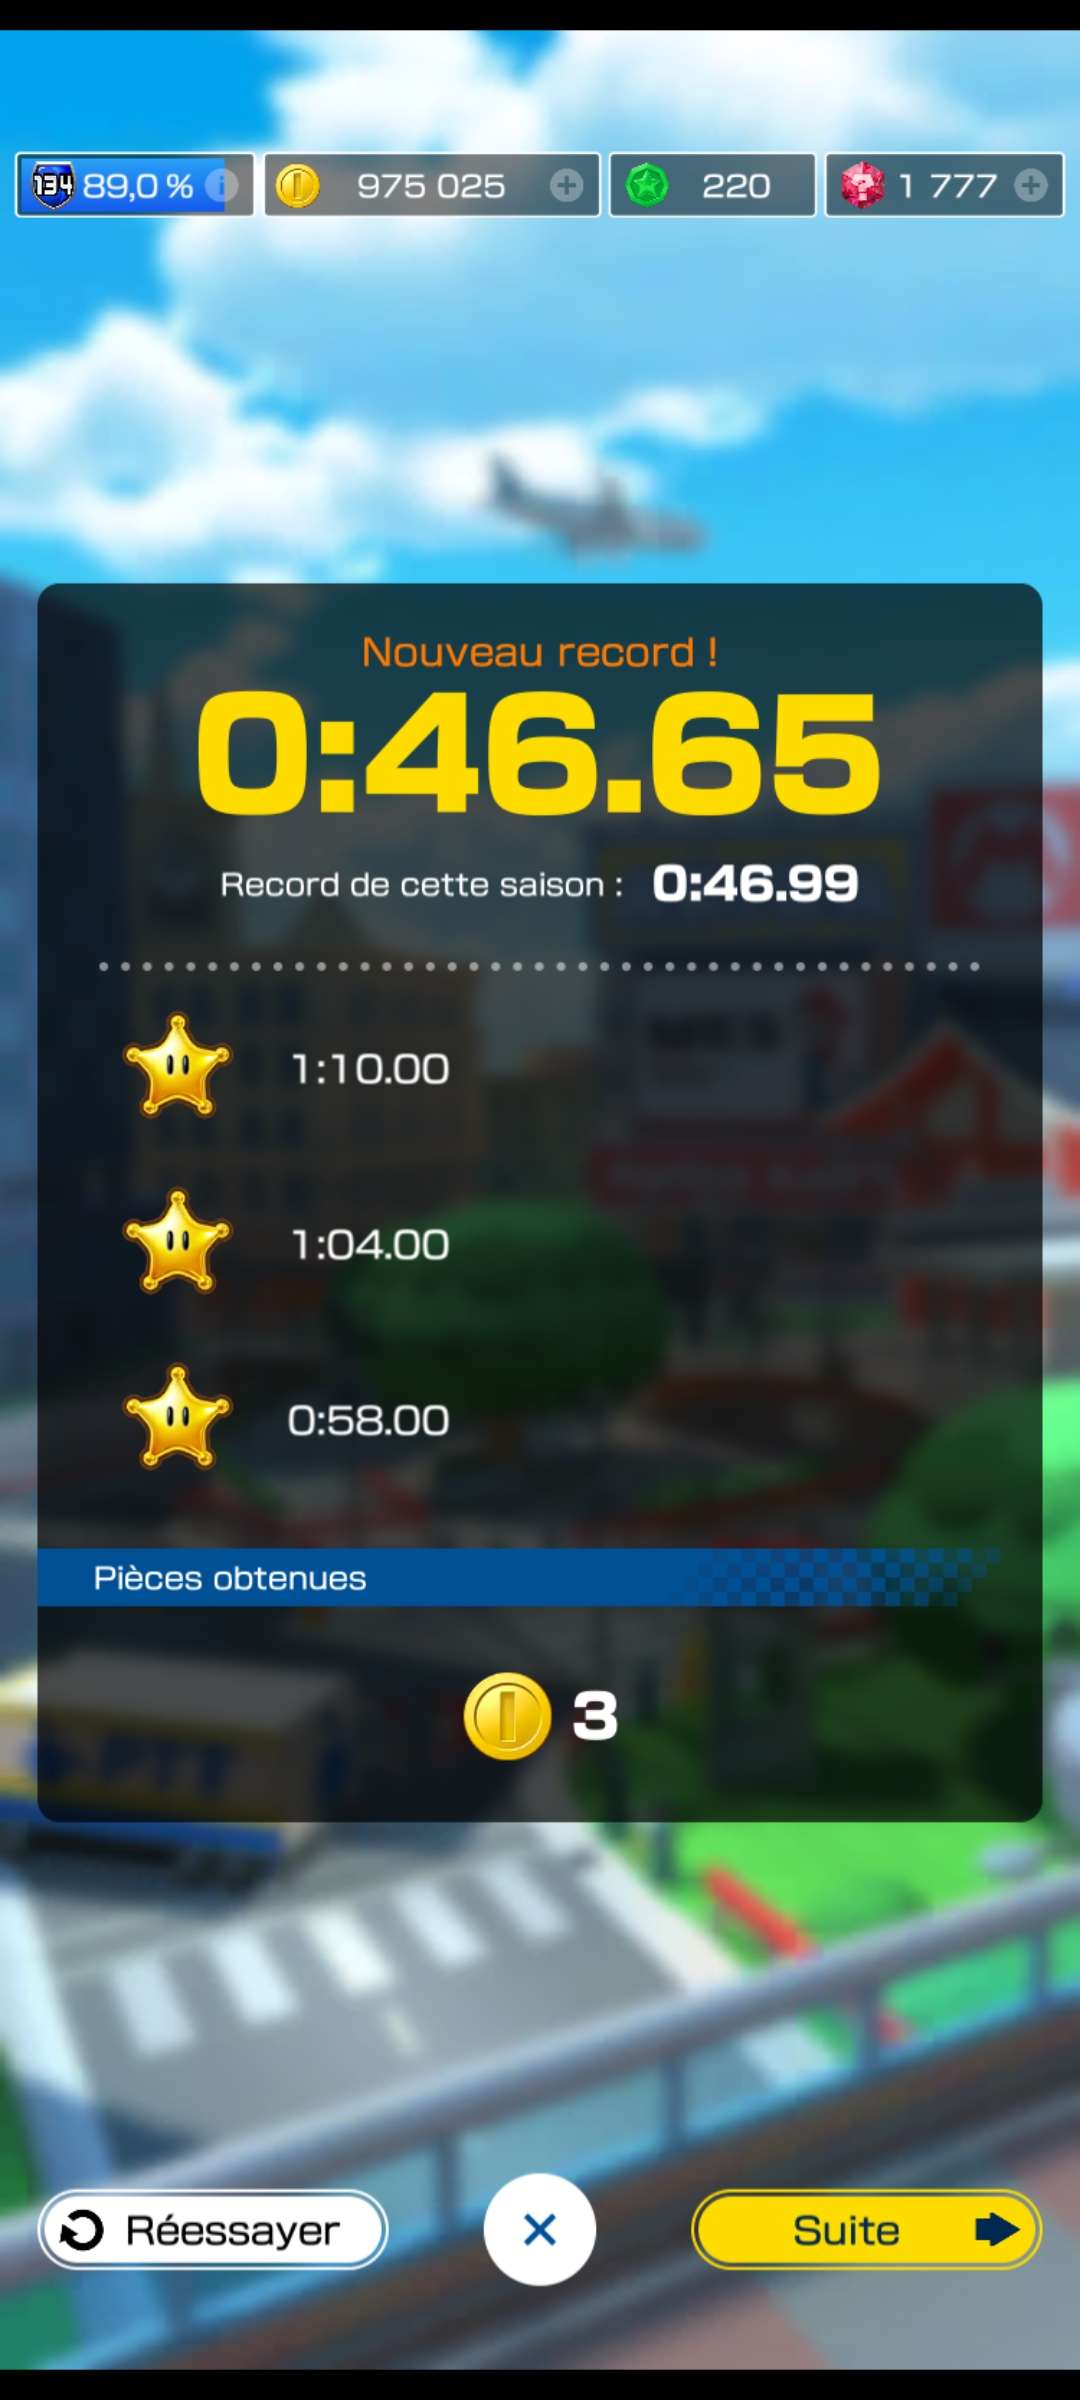 134 89,0 % 975 025 220 1 777
Nouveau record !
0:46.65
Record de cette saison : 0:46.99
1:10.00
1:04.00
0:58.00
Pièces obtenues
3
Réessayer
Suite